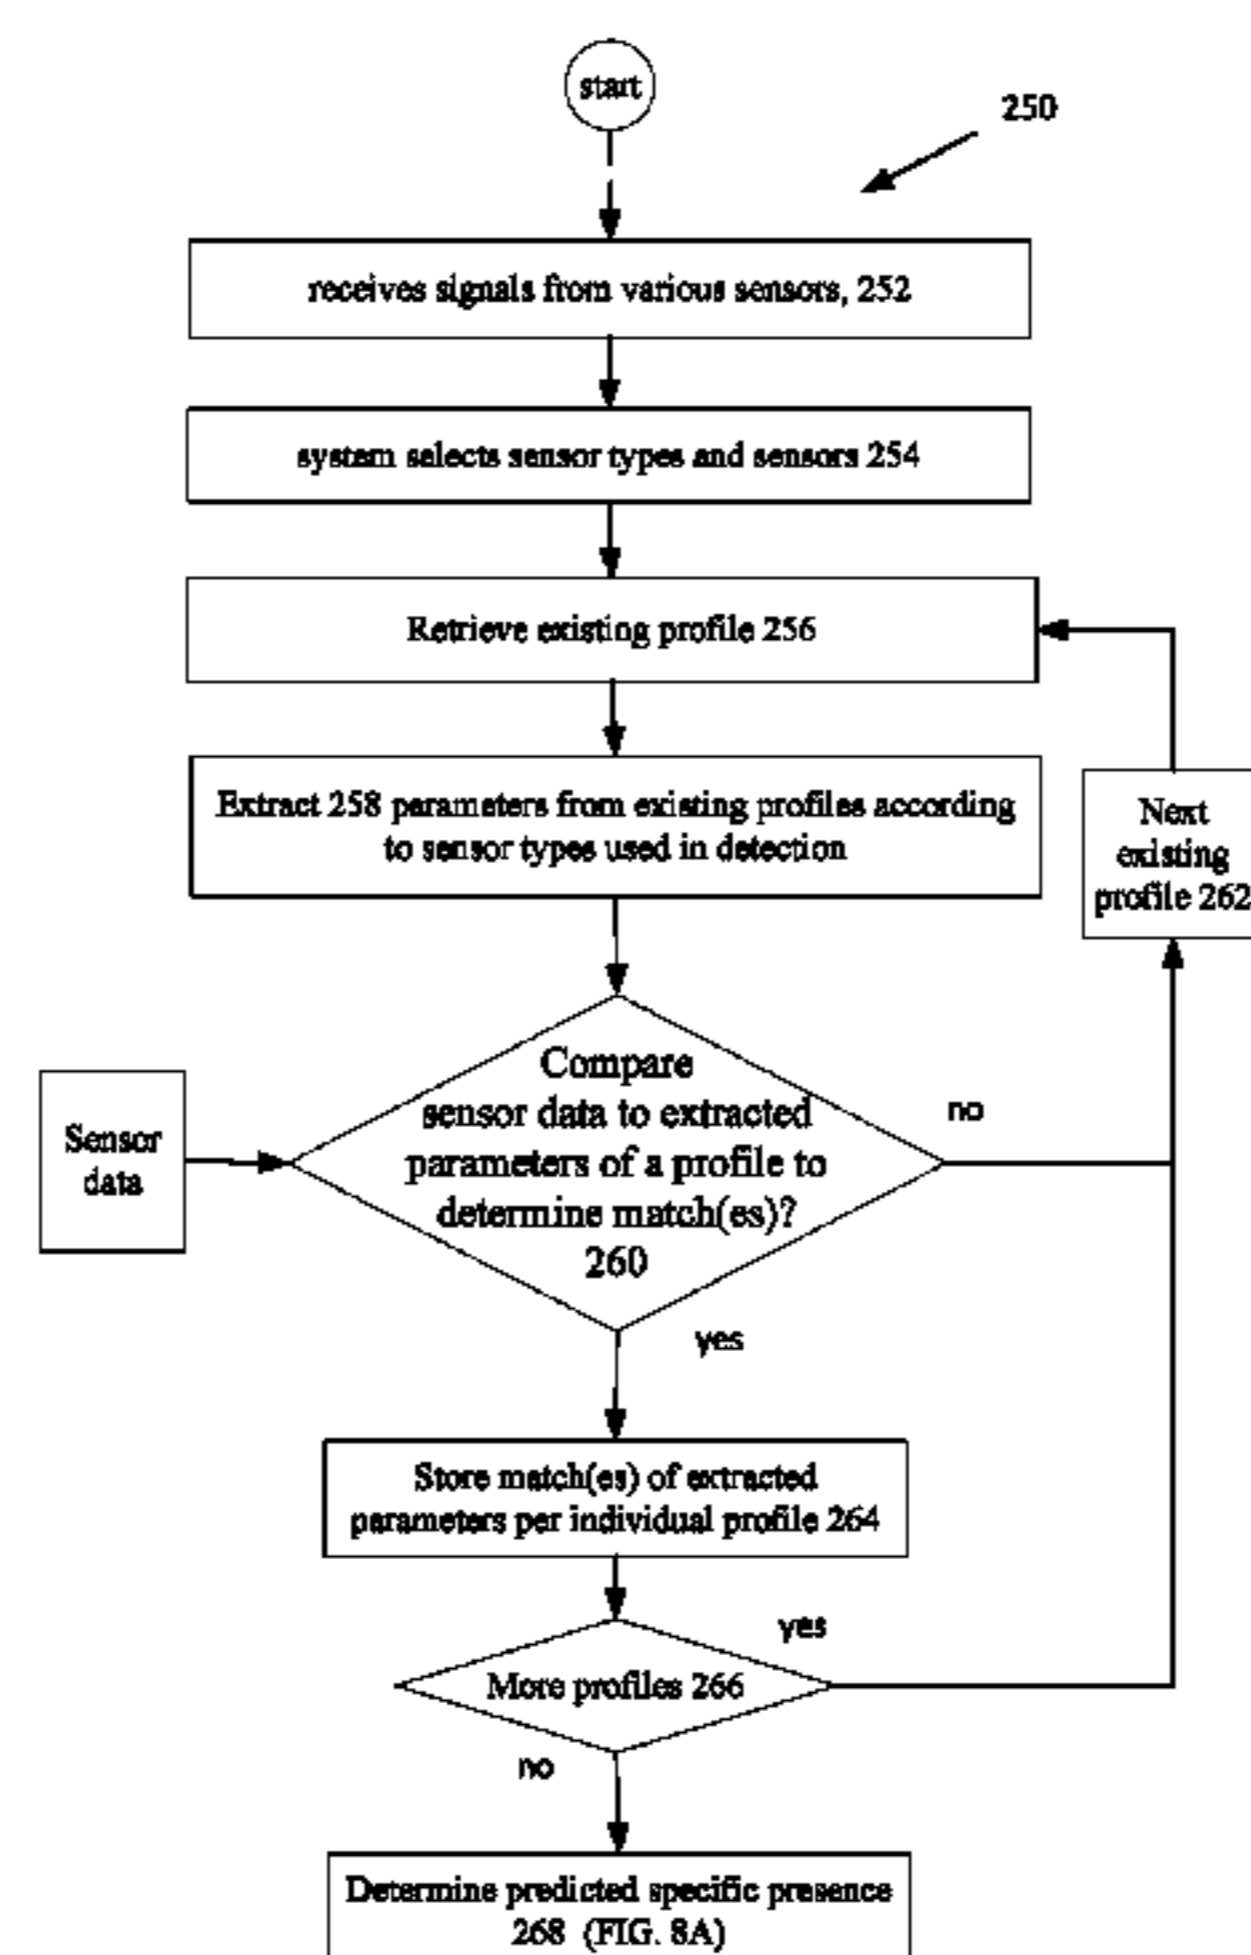 start
250
receives signals from various sensors, 252
system selects sensor types and sensors 254
Retrieve existing profile 256
Extract 258 parameters from existing profiles according
to sensor types used in detection
Next
existing
profile 262
Compare
sensor data to extracted
parameters of a profile to
determine match(es)?
260
no
Sensor
data
yes
Store match(es) of extracted
parameters per individual profile 264
yes
More profiles 266
no
Determine predicted specific presence
268 (FIG. 8A)